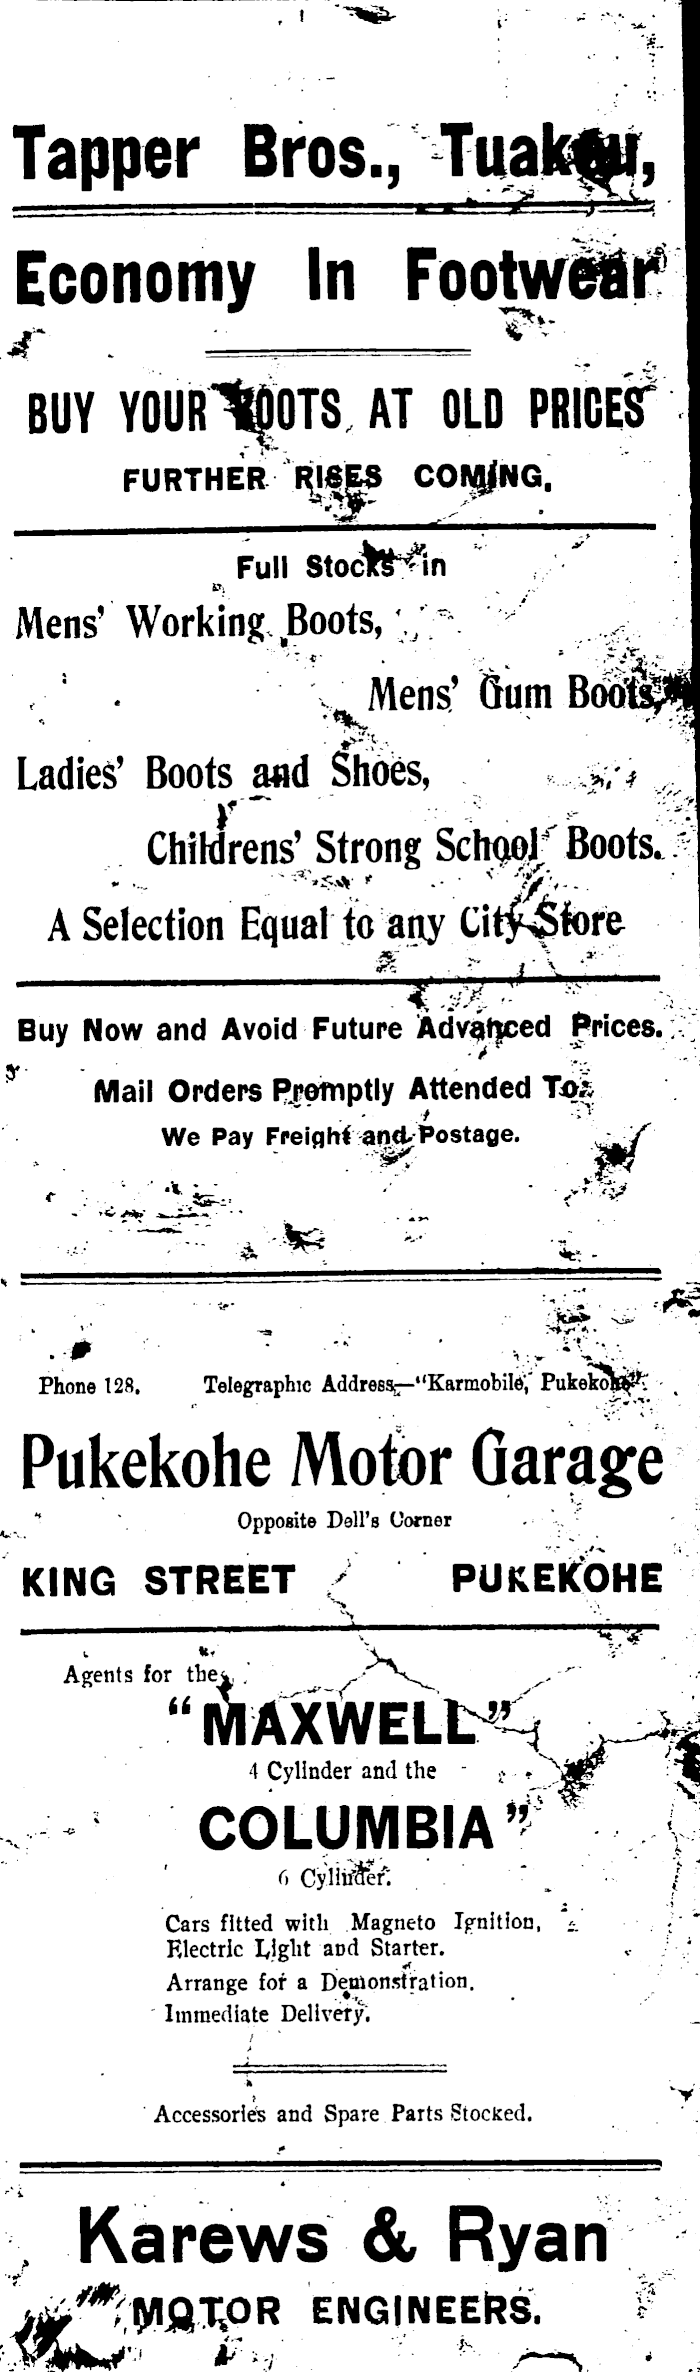 Tapper Bros., Tuakau,
Economy In Footwear
BUY YOUR BOOTS AT OLD PRICES
FURTHER RISES COMING.
Full Stocks in
Mens' Working Boots,
Mens' Gum Boots,
Ladies' Boots and Shoes,
Childrens' Strong School Boots.
A Selection Equal to any City Store
Buy Now and Avoid Future Advanced Prices.
Mail Orders Promptly Attended To.
We Pay Freight and Postage.
Phone 128. Telegraphic Address,—"Karmobile, Pukekohe".
Pukekohe Motor Garage
Opposite Dell's Corner
KING STREET PUKEKOHE
Agents for the
"MAXWELL"
4 Cylinder and the
COLUMBIA"
6 Cylinder.
Cars fitted with Magneto Ignition,
Electric Light and Starter.
Arrange for a Demonstration.
Immediate Delivery.
Accessories and Spare Parts Stocked.
Karews & Ryan
MOTOR ENGINEERS.